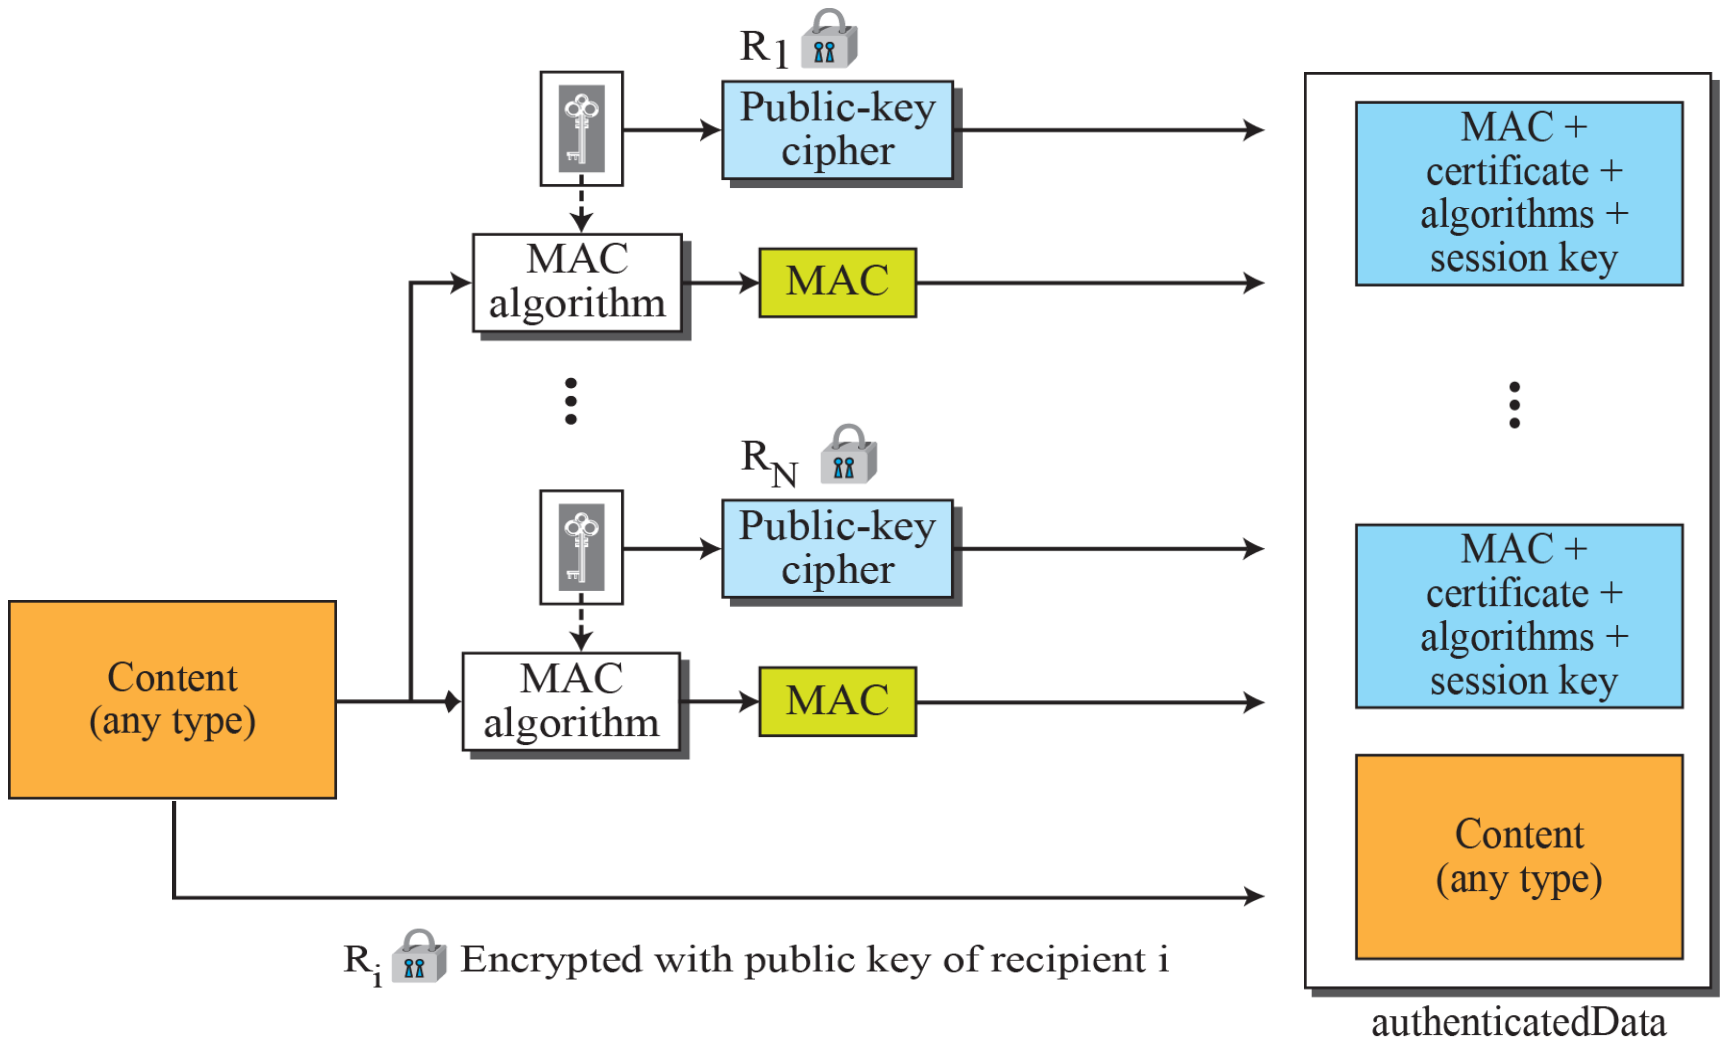 R1
Public-key
cipher
MAC
algorithm
MAC
RN
Public-key
cipher
MAC
algorithm
MAC
Content
(any type)
Ri Encrypted with public key of recipient i
MAC +
certificate +
algorithms +
session key
MAC +
certificate +
algorithms +
session key
Content
(any type)
authenticatedData